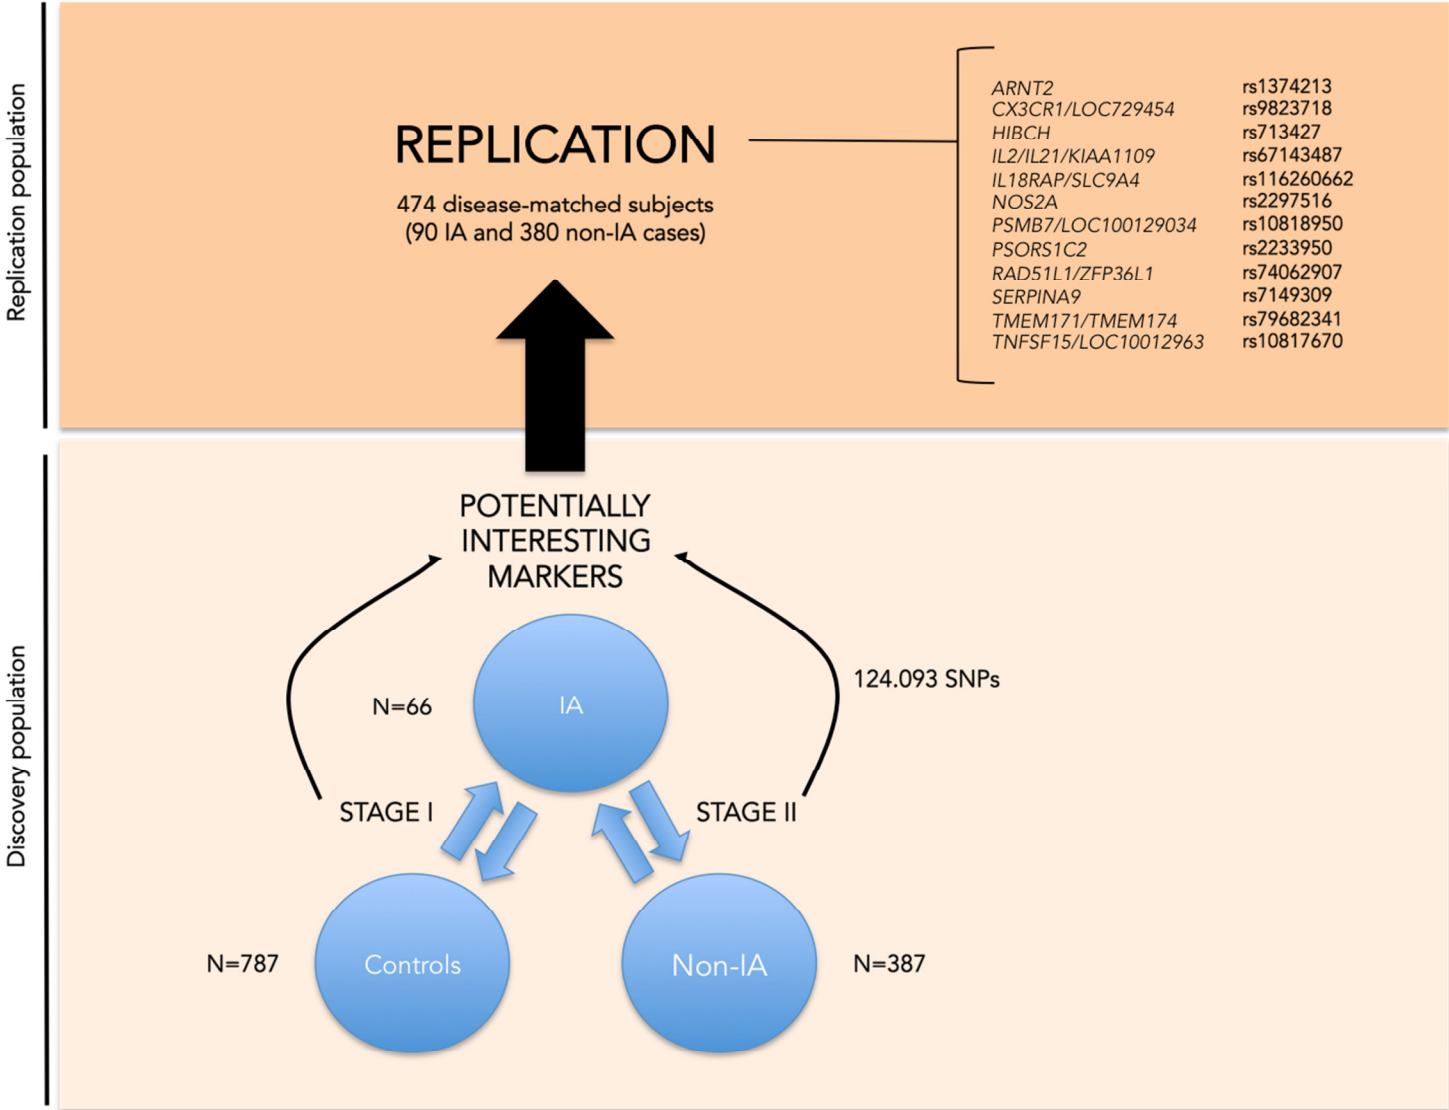 Replication population
REPLICATION
474 disease-matched subjects
(90 IA and 380 non-IA cases)
ARNT2 rs1374213
CX3CR1/LOC729454 rs9823718
HIBCH rs713427
IL2/IL21/KIAA1109 rs67143487
IL18RAP/SLC9A4 rs116260662
NOS2A rs2297516
PSMB7/LOC100129034 rs10818950
PSORS1C2 rs2233950
RAD51L1/ZFP36L1 rs74062907
SERPINA9 rs7149309
TMEM171/TMEM174 rs79682341
TNFSF15/LOC10012963 rs10817670
Discovery population
POTENTIALLY
INTERESTING
MARKERS
124.093 SNPs
N=66
IA
STAGE I
STAGE II
N=787
Controls
Non-IA
N=387